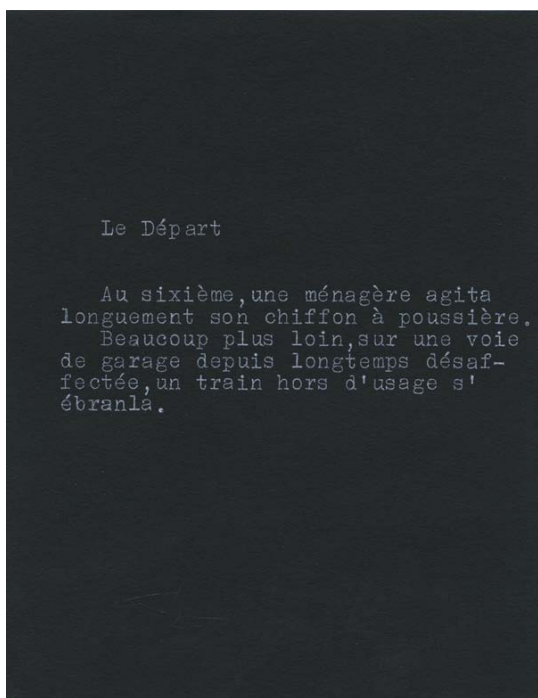 Le Départ
Au sixième,une ménagère agita
longuement son chiffon à poussière.
Beaucoup plus loin,sur une voie
de garage depuis longtemps désaf-
fectée,un train hors d'usage s'
ébranla.